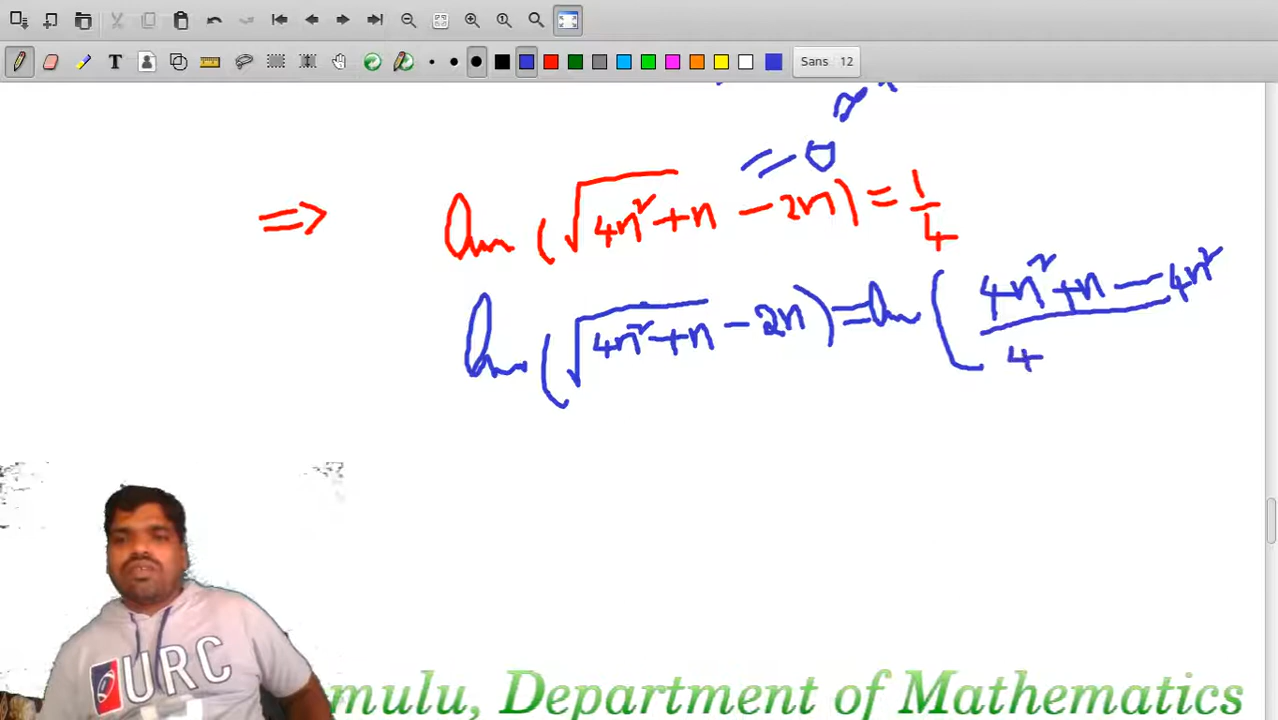 T
Sans 12
= 0
⇒ lim (√4n²+n − 2n) = 1/4
lim (√4n²+n − 2n) = lim ( 4n²+n − 4n² / 4
URC
mulu, Department of Mathematics